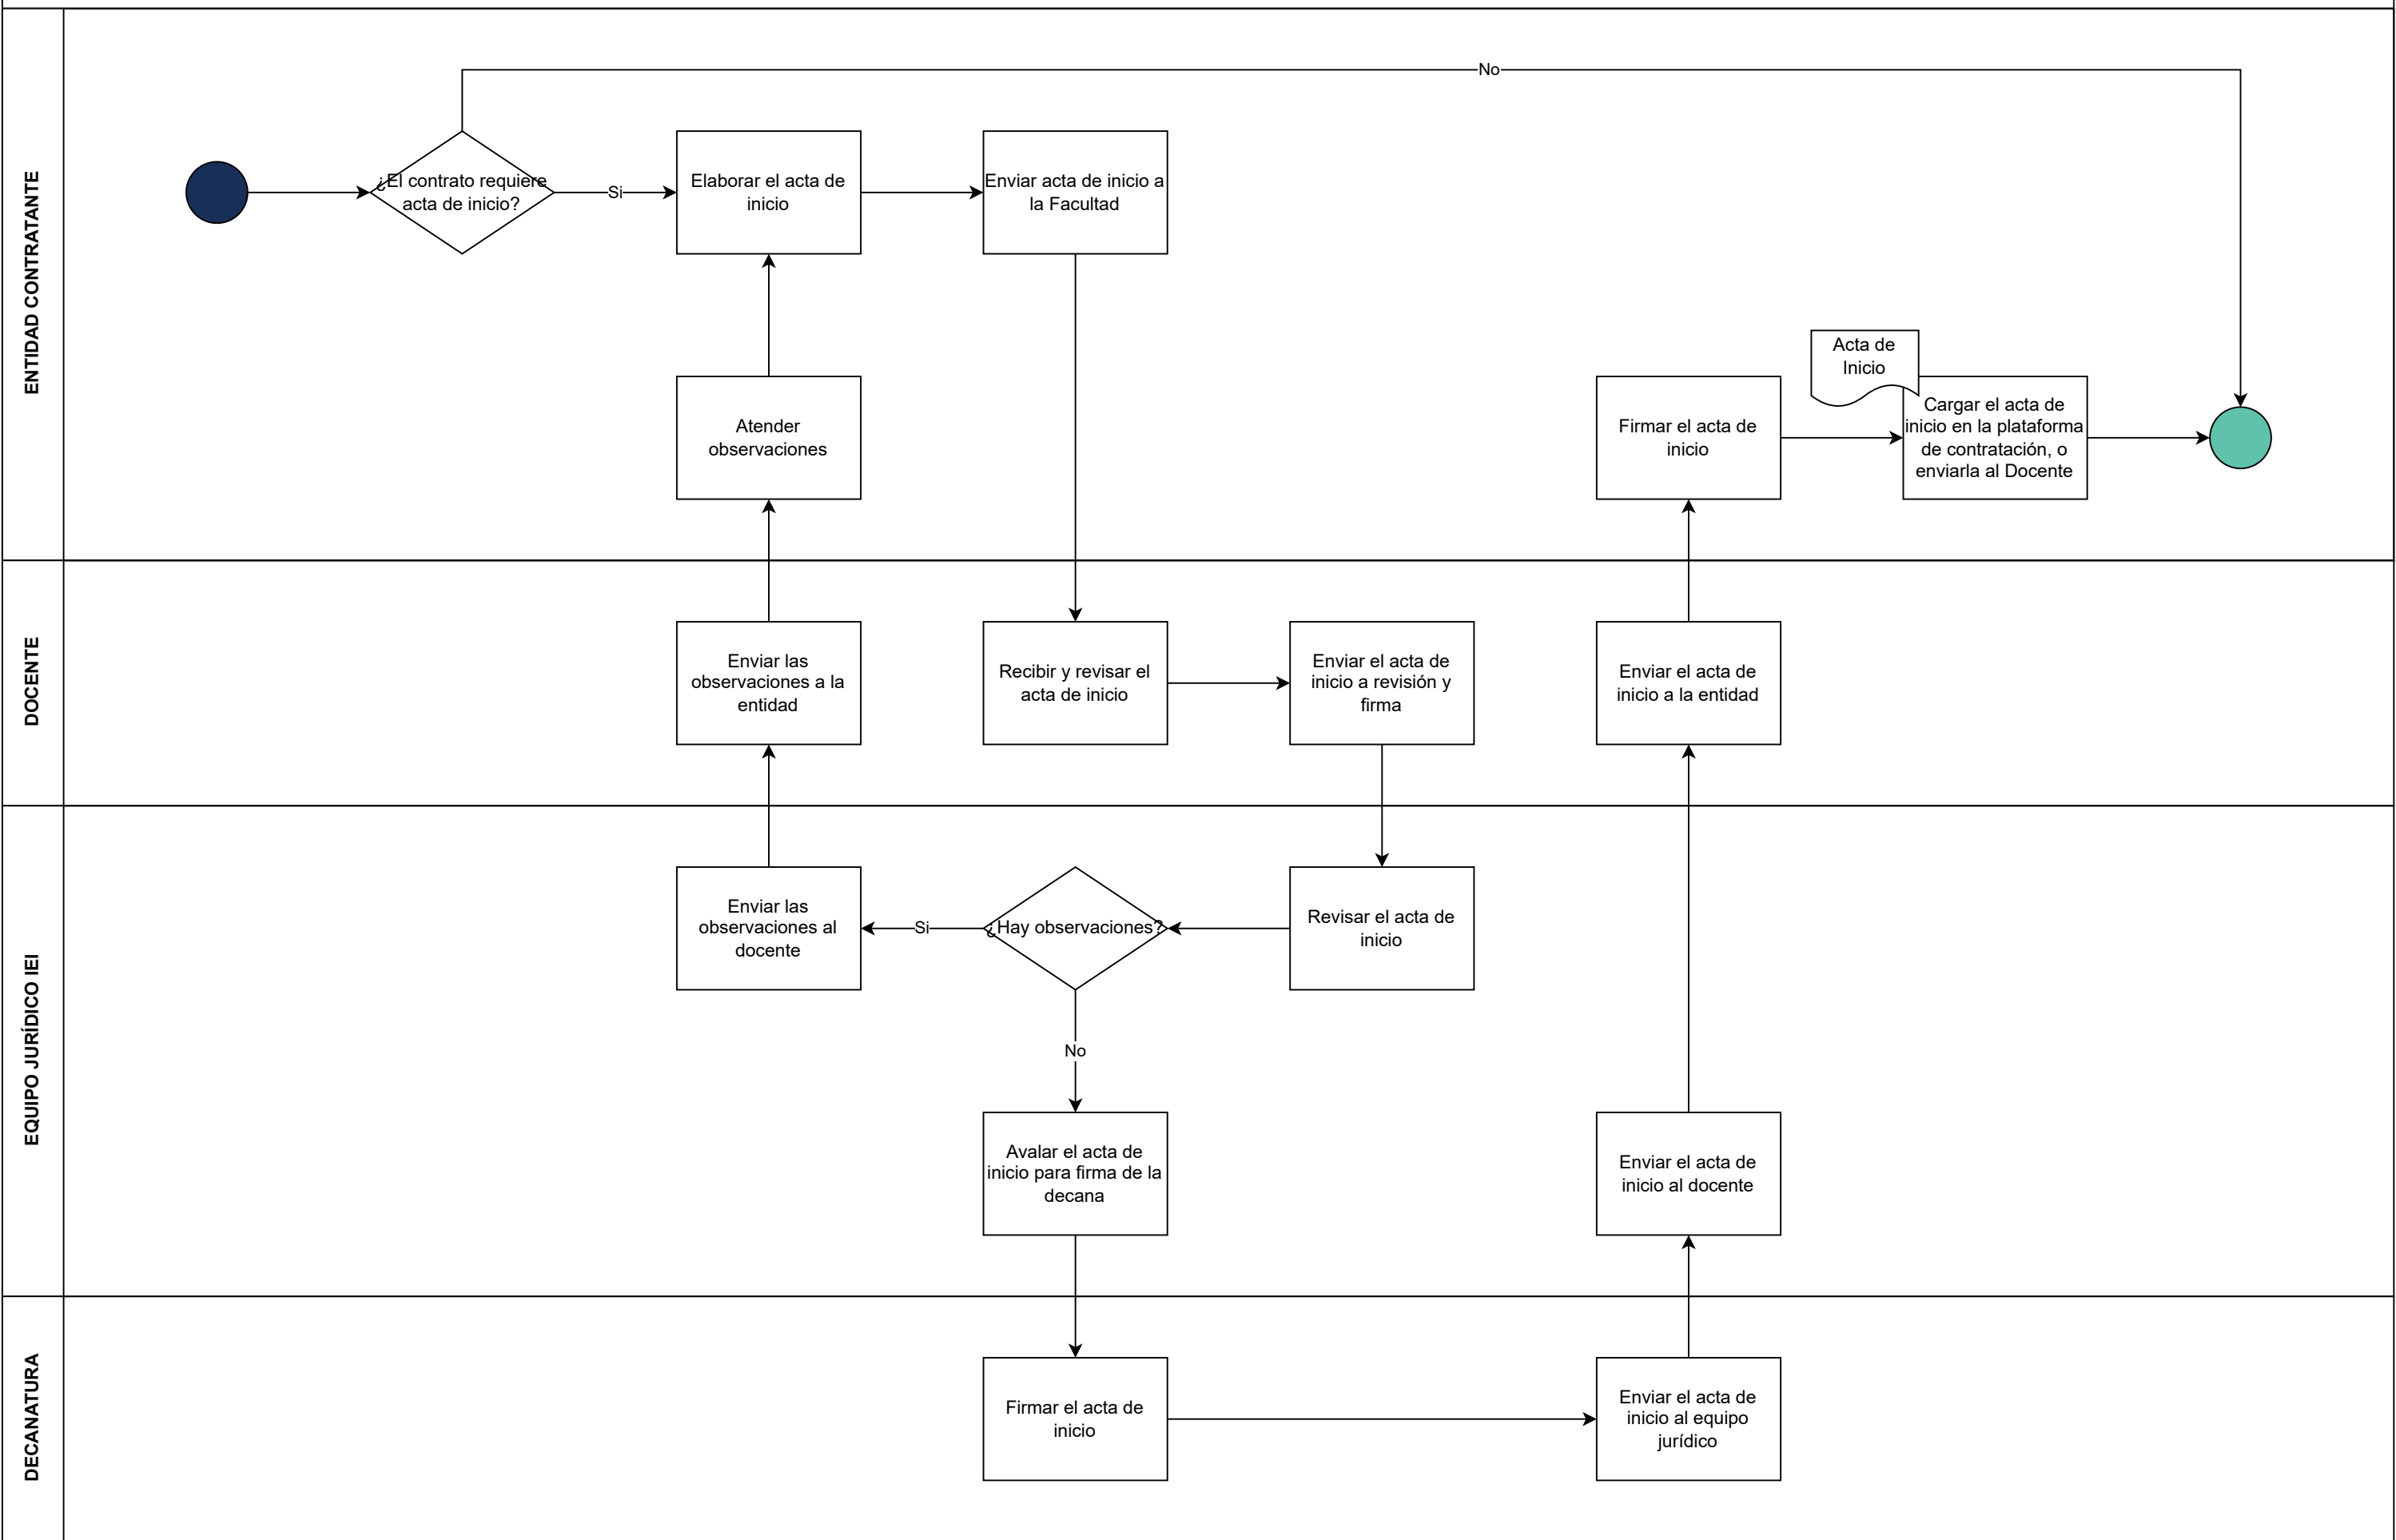 ENTIDAD CONTRATANTE
No
¿El contrato requiere
acta de inicio?
Si
Elaborar el acta de
inicio
Enviar acta de inicio a
la Facultad
Atender
observaciones
Firmar el acta de
inicio
Acta de
Inicio
Cargar el acta de
inicio en la plataforma
de contratación, o
enviarla al Docente
DOCENTE
Enviar las
observaciones a la
entidad
Recibir y revisar el
acta de inicio
Enviar el acta de
inicio a revisión y
firma
Enviar el acta de
inicio a la entidad
EQUIPO JURÍDICO IEI
Enviar las
observaciones al
docente
Si
¿Hay observaciones?
Revisar el acta de
inicio
No
Avalar el acta de
inicio para firma de la
decana
Enviar el acta de
inicio al docente
DECANATURA
Firmar el acta de
inicio
Enviar el acta de
inicio al equipo
jurídico